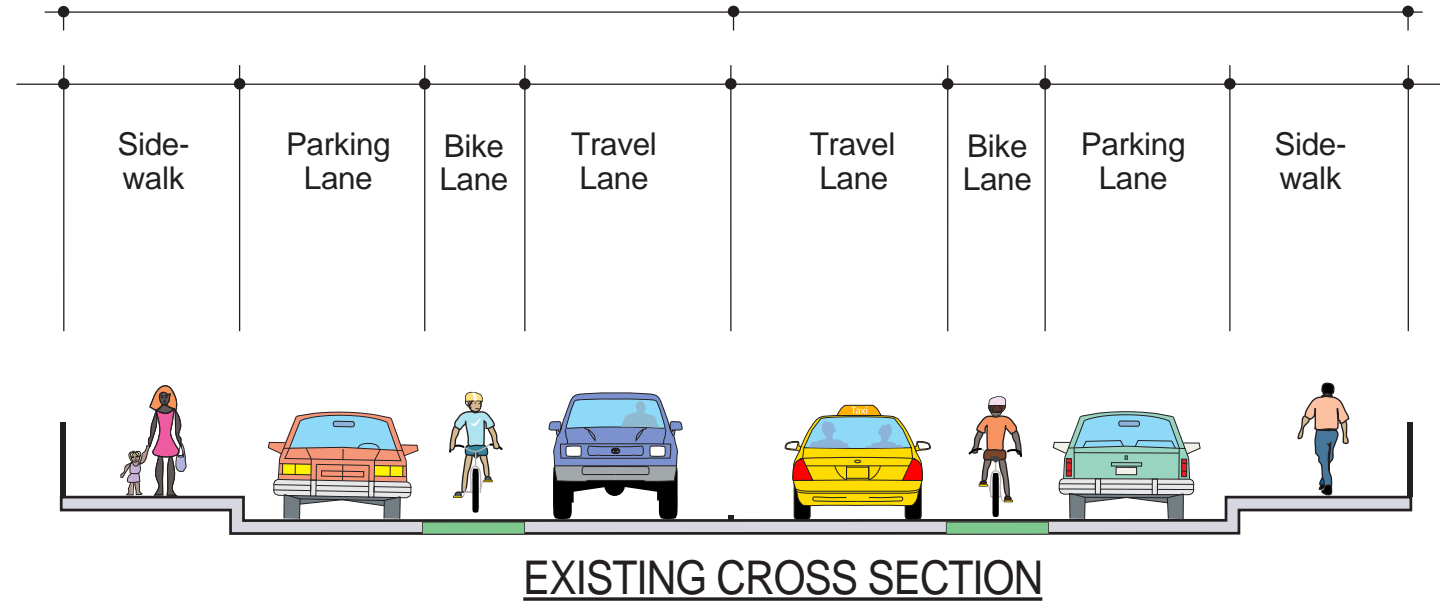 Side-
walk
Parking
Lane
Bike
Lane
Travel
Lane
Travel
Lane
Bike
Lane
Parking
Lane
Side-
walk
Taxi
EXISTING CROSS SECTION